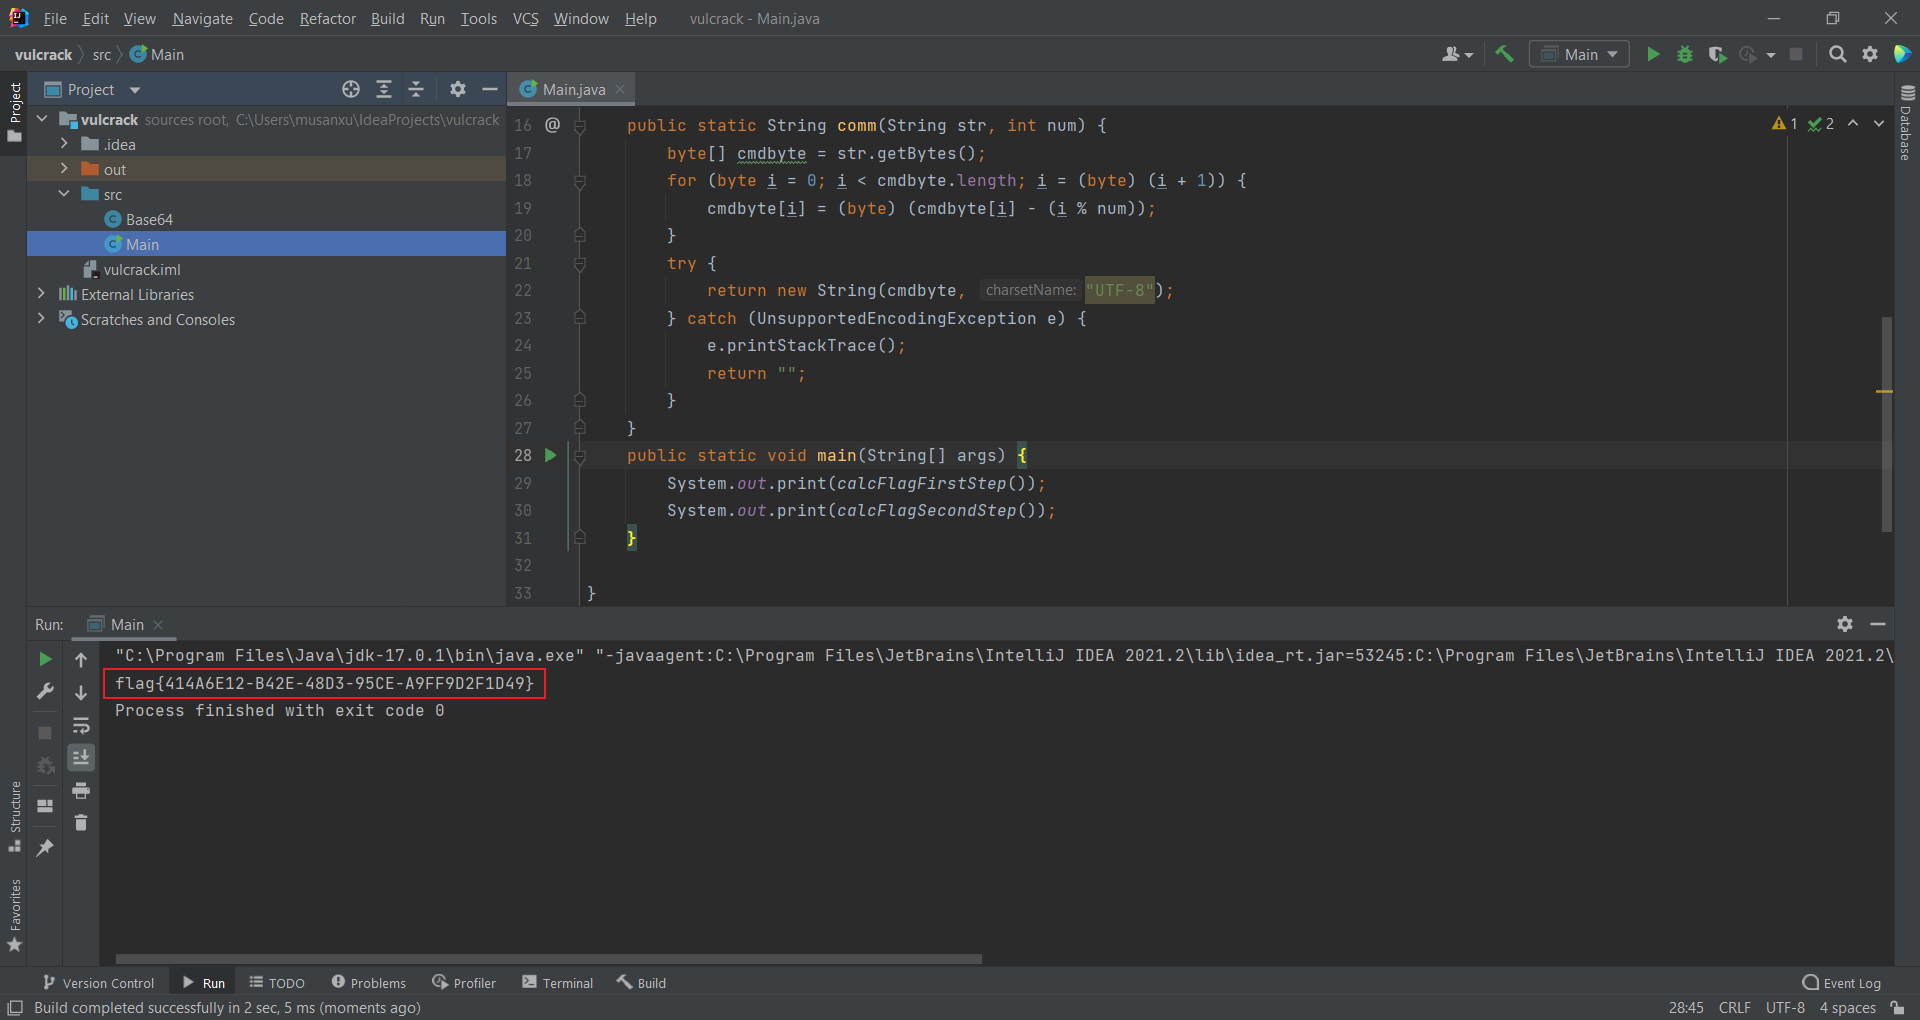 File Edit View Navigate Code Refactor Build Run Tools VCS Window Help vulcrack - Main.java
vulcrack src Main
Main
Project
Project
Main.java
vulcrack sources root, C:\Users\musanxu\IdeaProjects\vulcrack
.idea
out
src
Base64
Main
vulcrack.iml
External Libraries
Scratches and Consoles
1 2
Database
16 @ public static String comm(String str, int num) {
17 byte[] cmdbyte = str.getBytes();
18 for (byte i = 0; i < cmdbyte.length; i = (byte) (i + 1)) {
19 cmdbyte[i] = (byte) (cmdbyte[i] - (i % num));
20 }
21 try {
22 return new String(cmdbyte, charsetName: "UTF-8");
23 } catch (UnsupportedEncodingException e) {
24 e.printStackTrace();
25 return "";
26 }
27 }
28 public static void main(String[] args) {
29 System.out.print(calcFlagFirstStep());
30 System.out.print(calcFlagSecondStep());
31 }
32
33 }
Run: Main
"C:\Program Files\Java\jdk-17.0.1\bin\java.exe" "-javaagent:C:\Program Files\JetBrains\IntelliJ IDEA 2021.2\lib\idea_rt.jar=53245:C:\Program Files\JetBrains\IntelliJ IDEA 2021.2\
flag{414A6E12-B42E-48D3-95CE-A9FF9D2F1D49}
Process finished with exit code 0
Structure
Favorites
Version Control Run TODO Problems Profiler Terminal Build Event Log
Build completed successfully in 2 sec, 5 ms (moments ago) 28:45 CRLF UTF-8 4 spaces